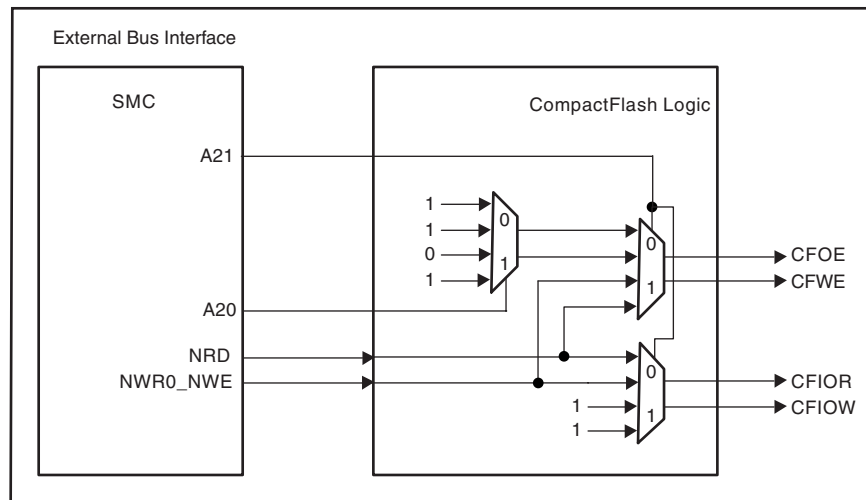 External Bus Interface
SMC
CompactFlash Logic
A21
1
1
0
1
0
1
A20
0
1
CFOE
CFWE
NRD
NWR0_NWE
1
1
0
1
CFIOR
CFIOW